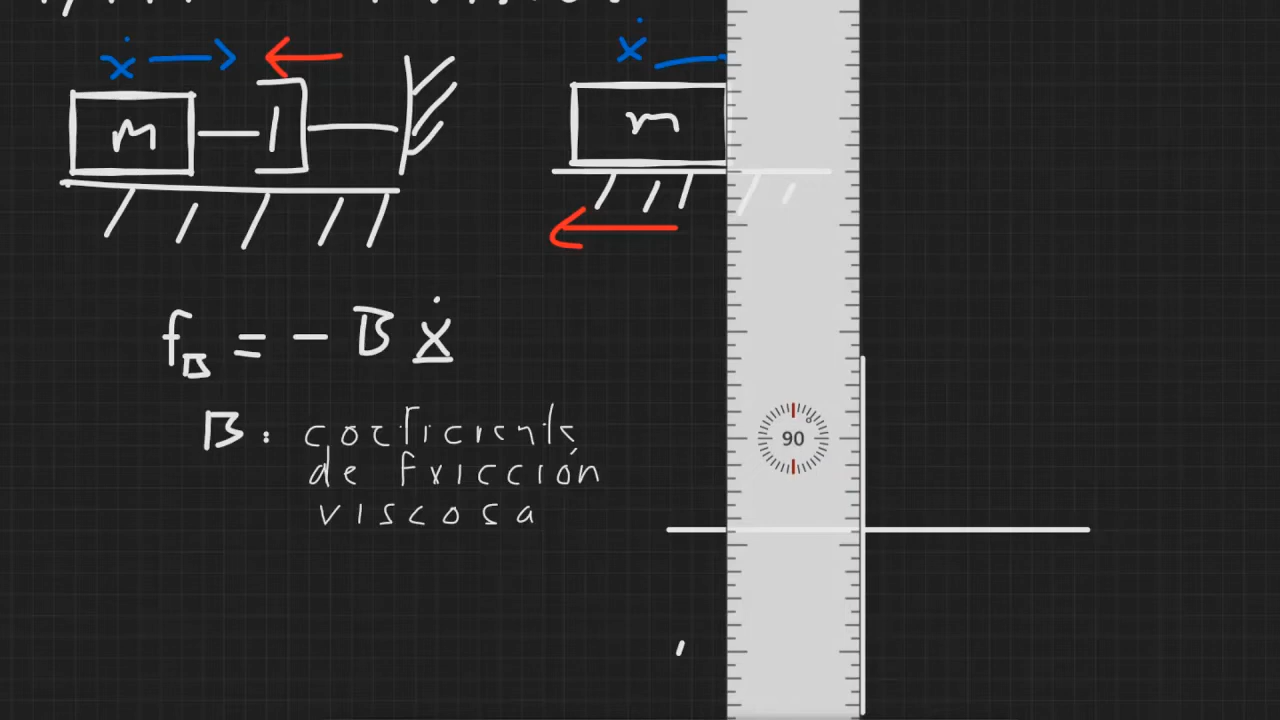 ẋ
ẋ
m
m
f_B = - B ẋ
B : coeficiente
de fricción
viscosa
90